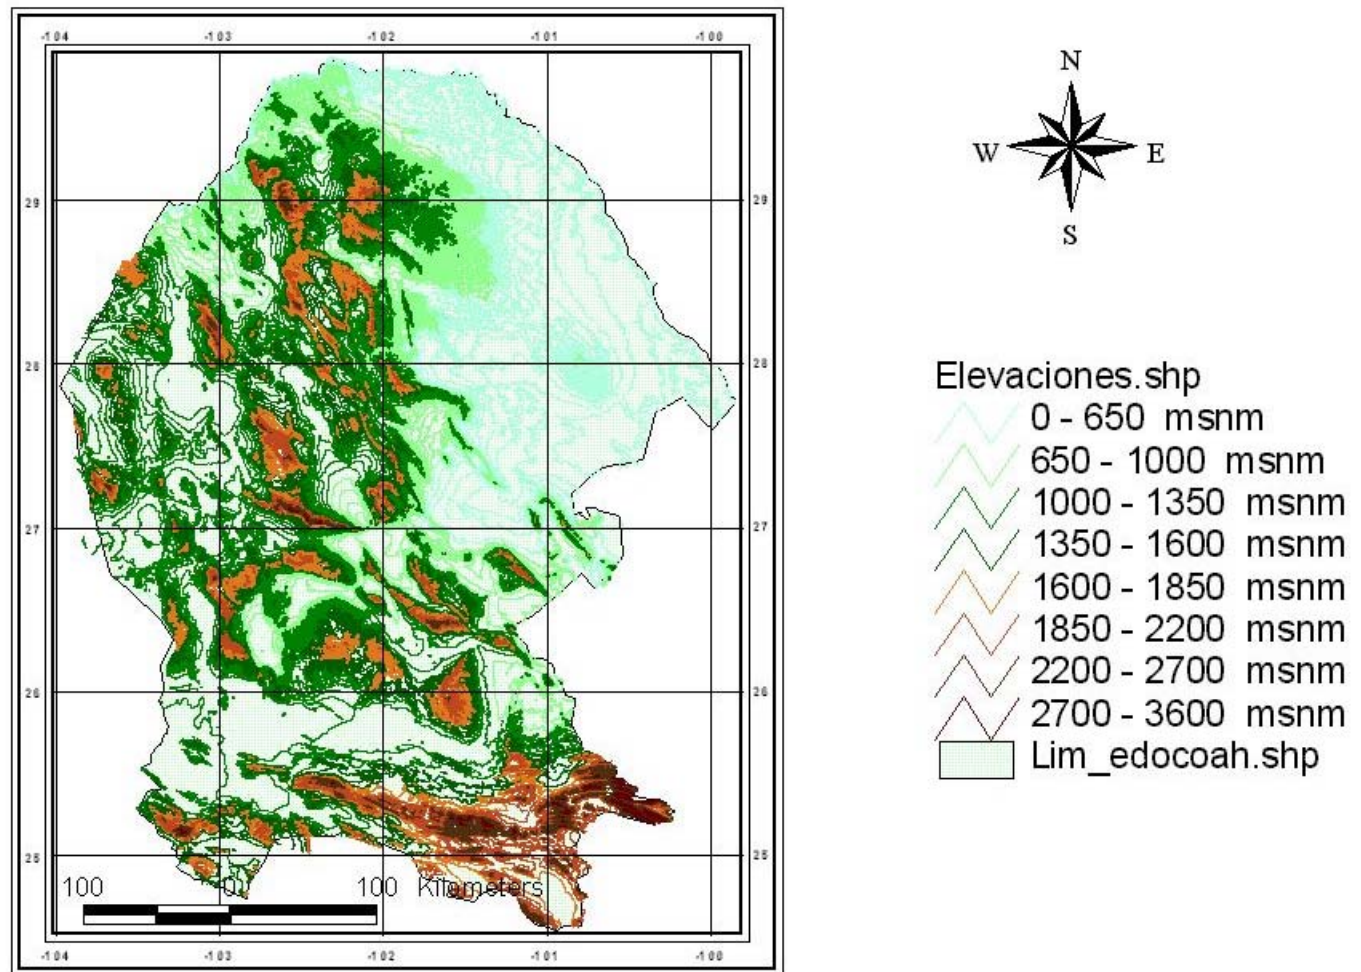 -104 -103 -102 -101 -100
N
W E
S
29 29
28 28
27 27
26 26
25 25
100 0 100 Kilometers
-104 -103 -102 -101 -100
Elevaciones.shp
0 - 650 msnm
650 - 1000 msnm
1000 - 1350 msnm
1350 - 1600 msnm
1600 - 1850 msnm
1850 - 2200 msnm
2200 - 2700 msnm
2700 - 3600 msnm
Lim_edocoah.shp